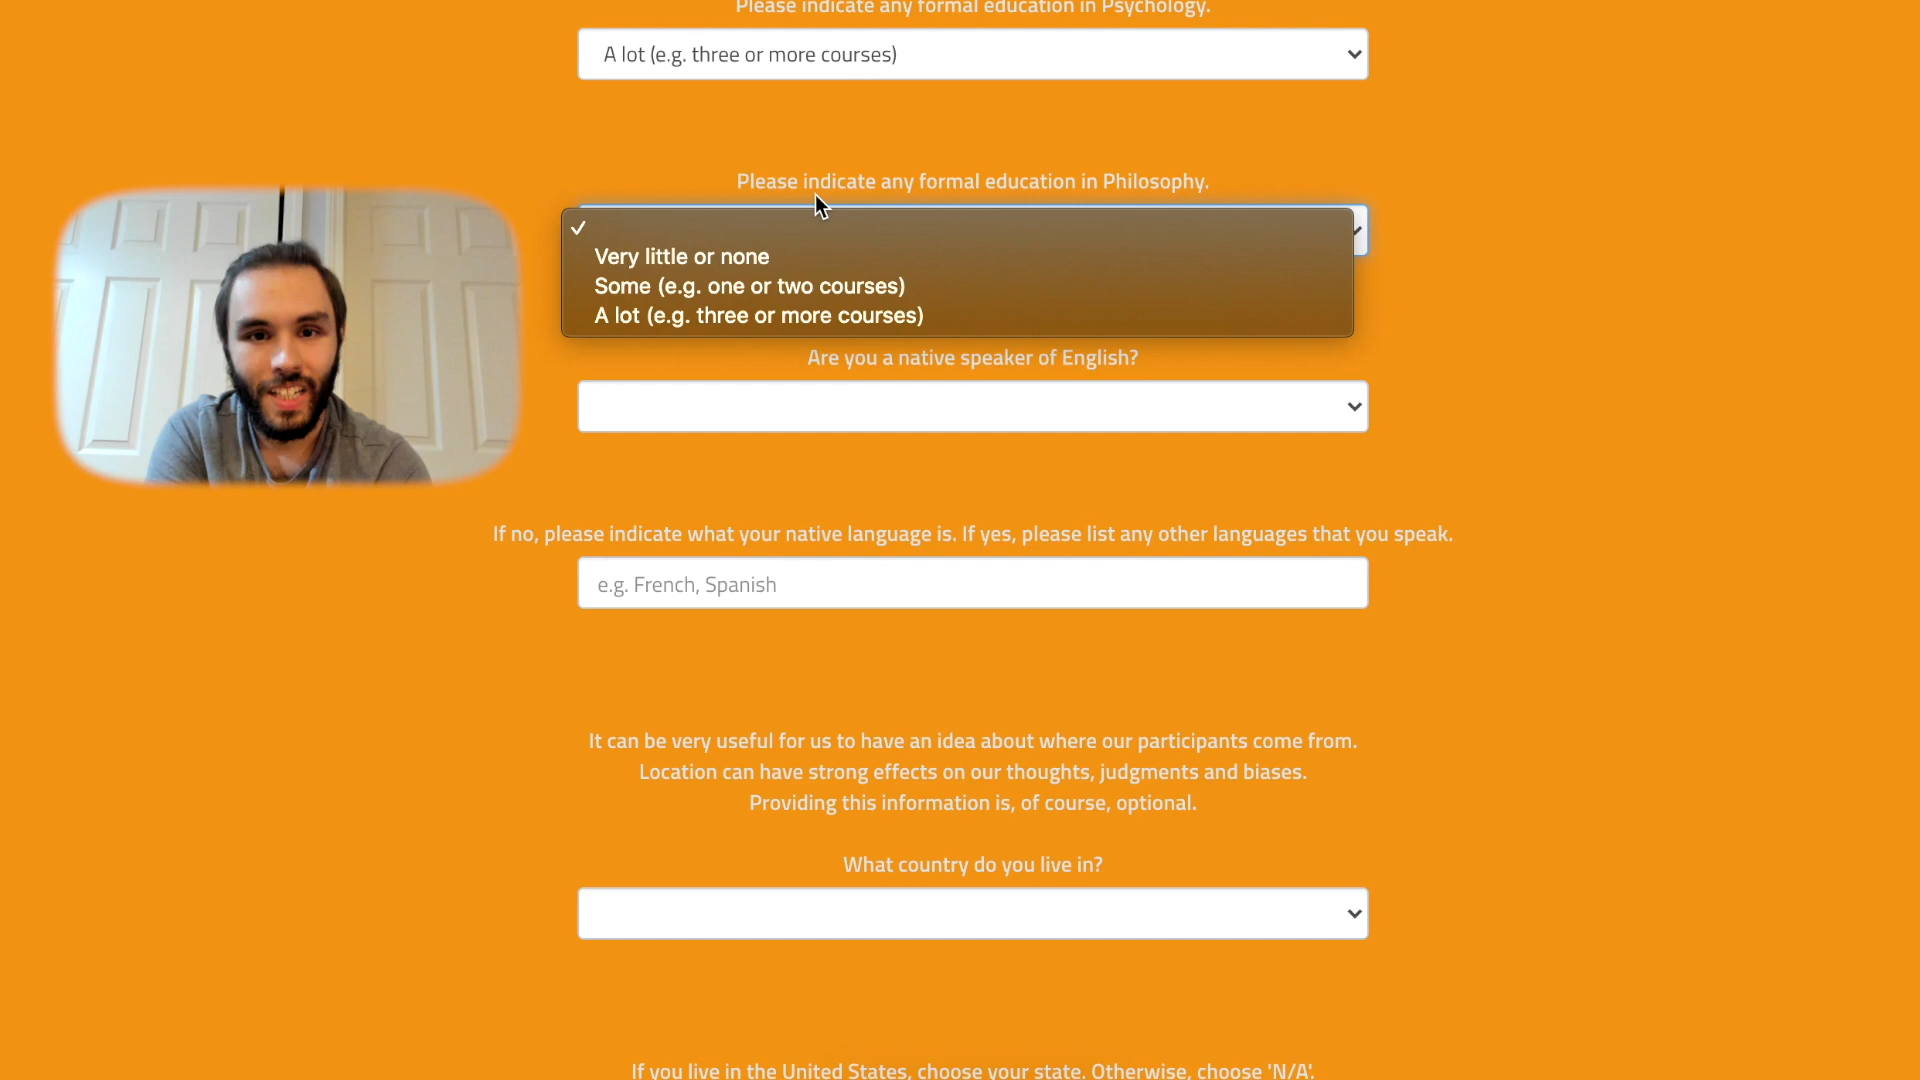 Please indicate any formal education in Psychology.
A lot (e.g. three or more courses)
Please indicate any formal education in Philosophy.
Very little or none
Some (e.g. one or two courses)
A lot (e.g. three or more courses)
Are you a native speaker of English?
If no, please indicate what your native language is. If yes, please list any other languages that you speak.
e.g. French, Spanish
It can be very useful for us to have an idea about where our participants come from.
Location can have strong effects on our thoughts, judgments and biases.
Providing this information is, of course, optional.
What country do you live in?
If you live in the United States, choose your state. Otherwise, choose 'N/A'.